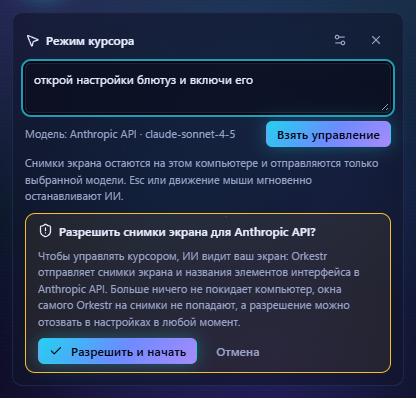 Режим курсора
открой настройки блютуз и включи его
Модель: Anthropic API · claude-sonnet-4-5
Взять управление
Снимки экрана остаются на этом компьютере и отправляются только
выбранной модели. Esc или движение мыши мгновенно
останавливают ИИ.
Разрешить снимки экрана для Anthropic API?
Чтобы управлять курсором, ИИ видит ваш экран: Orkestr
отправляет снимки экрана и названия элементов интерфейса в
Anthropic API. Больше ничего не покидает компьютер, окна
самого Orkestr на снимки не попадают, а разрешение можно
отозвать в настройках в любой момент.
Разрешить и начать
Отмена